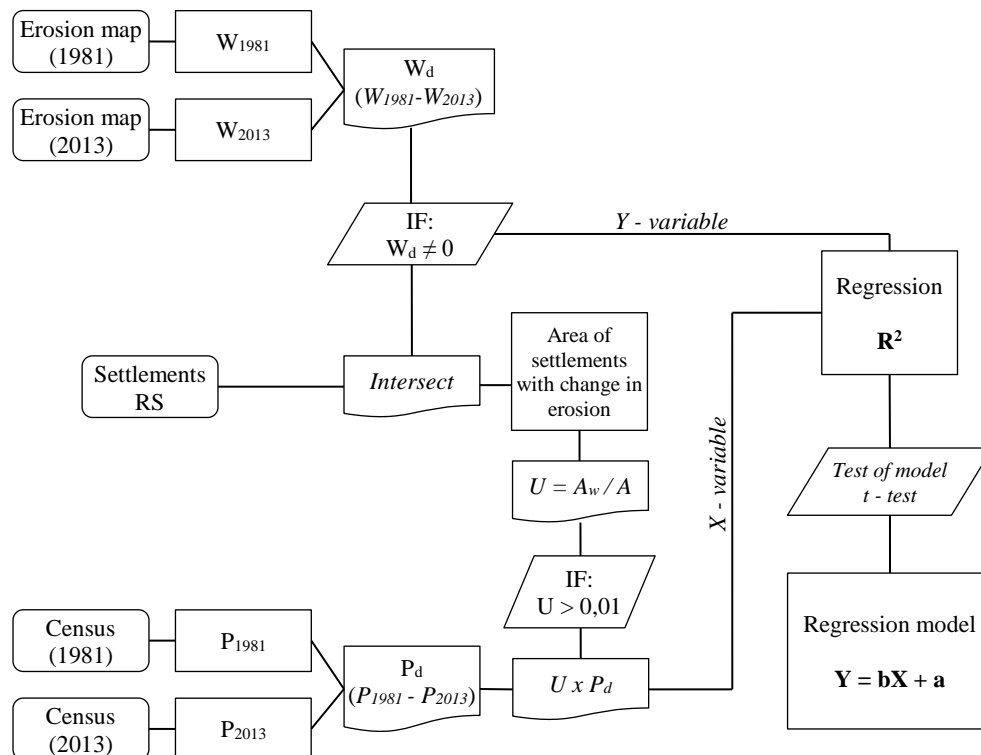 Erosion map
(1981)
W1981
Erosion map
(2013)
W2013
Wd
(W1981-W2013)
IF:
Wd ≠ 0
Y - variable
Regression
R²
Settlements
RS
Intersect
Area of
settlements
with change in
erosion
U = Aw / A
X - variable
Test of model
t - test
IF:
U > 0,01
Census
(1981)
P1981
Census
(2013)
P2013
Pd
(P1981 - P2013)
U x Pd
Regression model
Y = bX + a